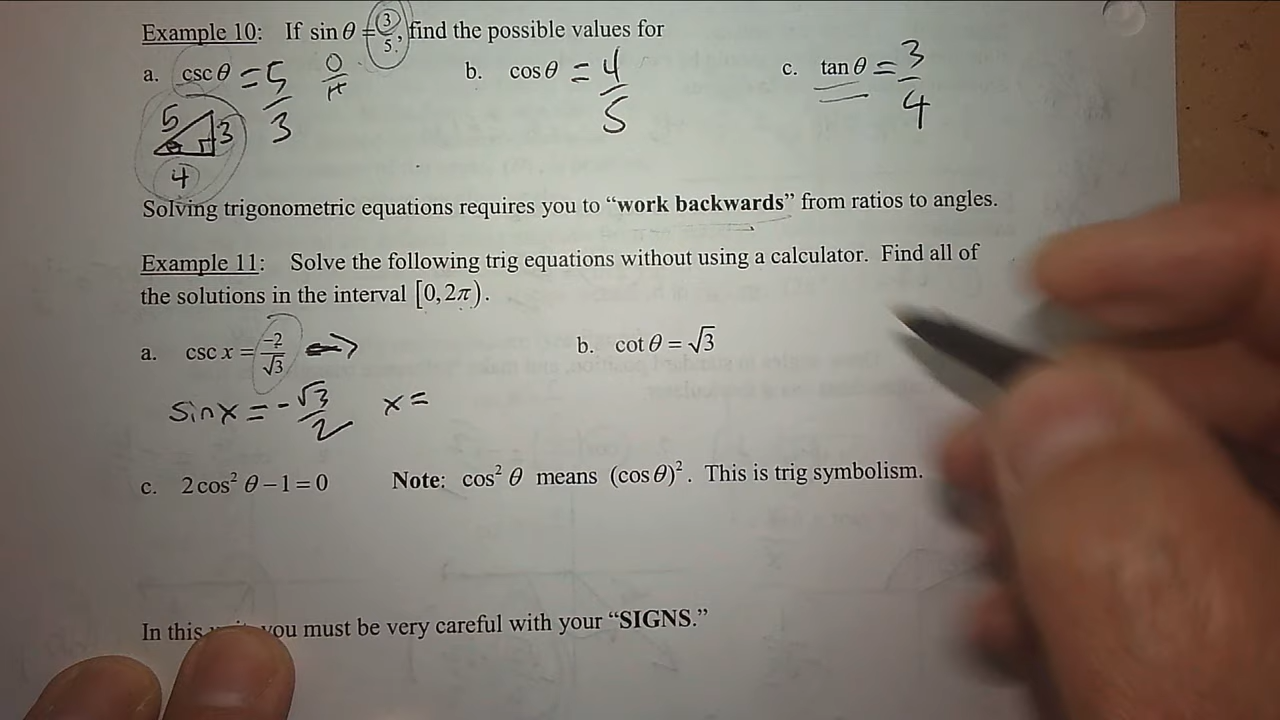 Example 10: If sin θ = 3/5, find the possible values for
a. csc θ = 5/3 O/H b. cos θ = 4/5 c. tan θ = 3/4
5 3 θ
4
Solving trigonometric equations requires you to “work backwards” from ratios to angles.
Example 11: Solve the following trig equations without using a calculator. Find all of
the solutions in the interval [0, 2π).
a. csc x = -2/√3 ⇔ b. cot θ = √3
sin x = - √3/2 x =
c. 2cos² θ – 1 = 0 Note: cos² θ means (cos θ)². This is trig symbolism.
In this you must be very careful with your “SIGNS.”